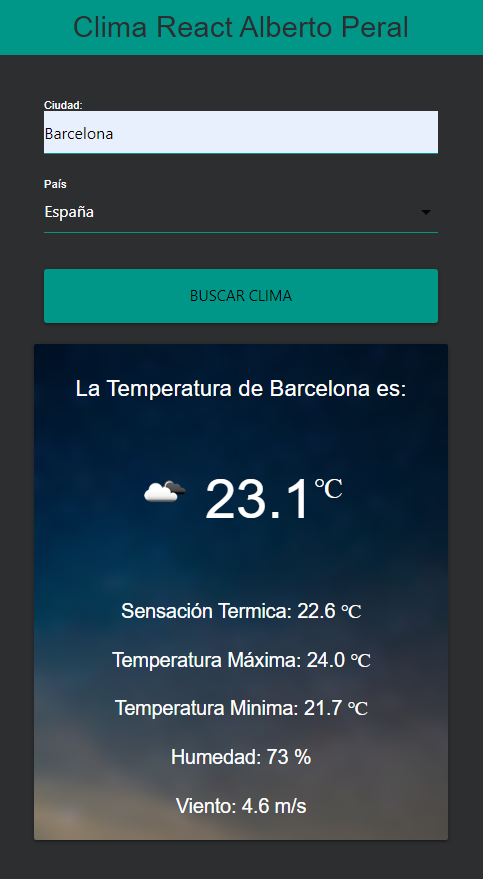 Clima React Alberto Peral
Ciudad:
Barcelona
País
España
BUSCAR CLIMA
La Temperatura de Barcelona es:
23.1℃
Sensación Termica: 22.6 ℃
Temperatura Máxima: 24.0 ℃
Temperatura Minima: 21.7 ℃
Humedad: 73 %
Viento: 4.6 m/s